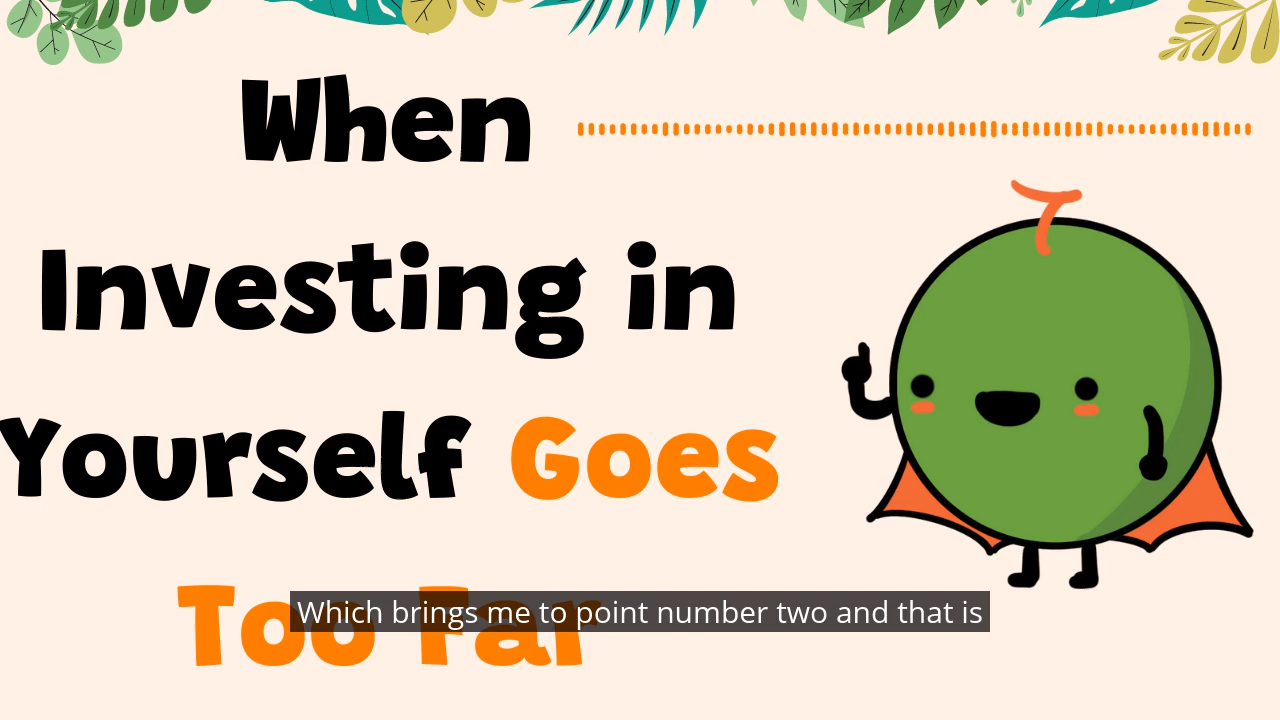 When
Investing in
Yourself Goes
Too Far
Which brings me to point number two and that is